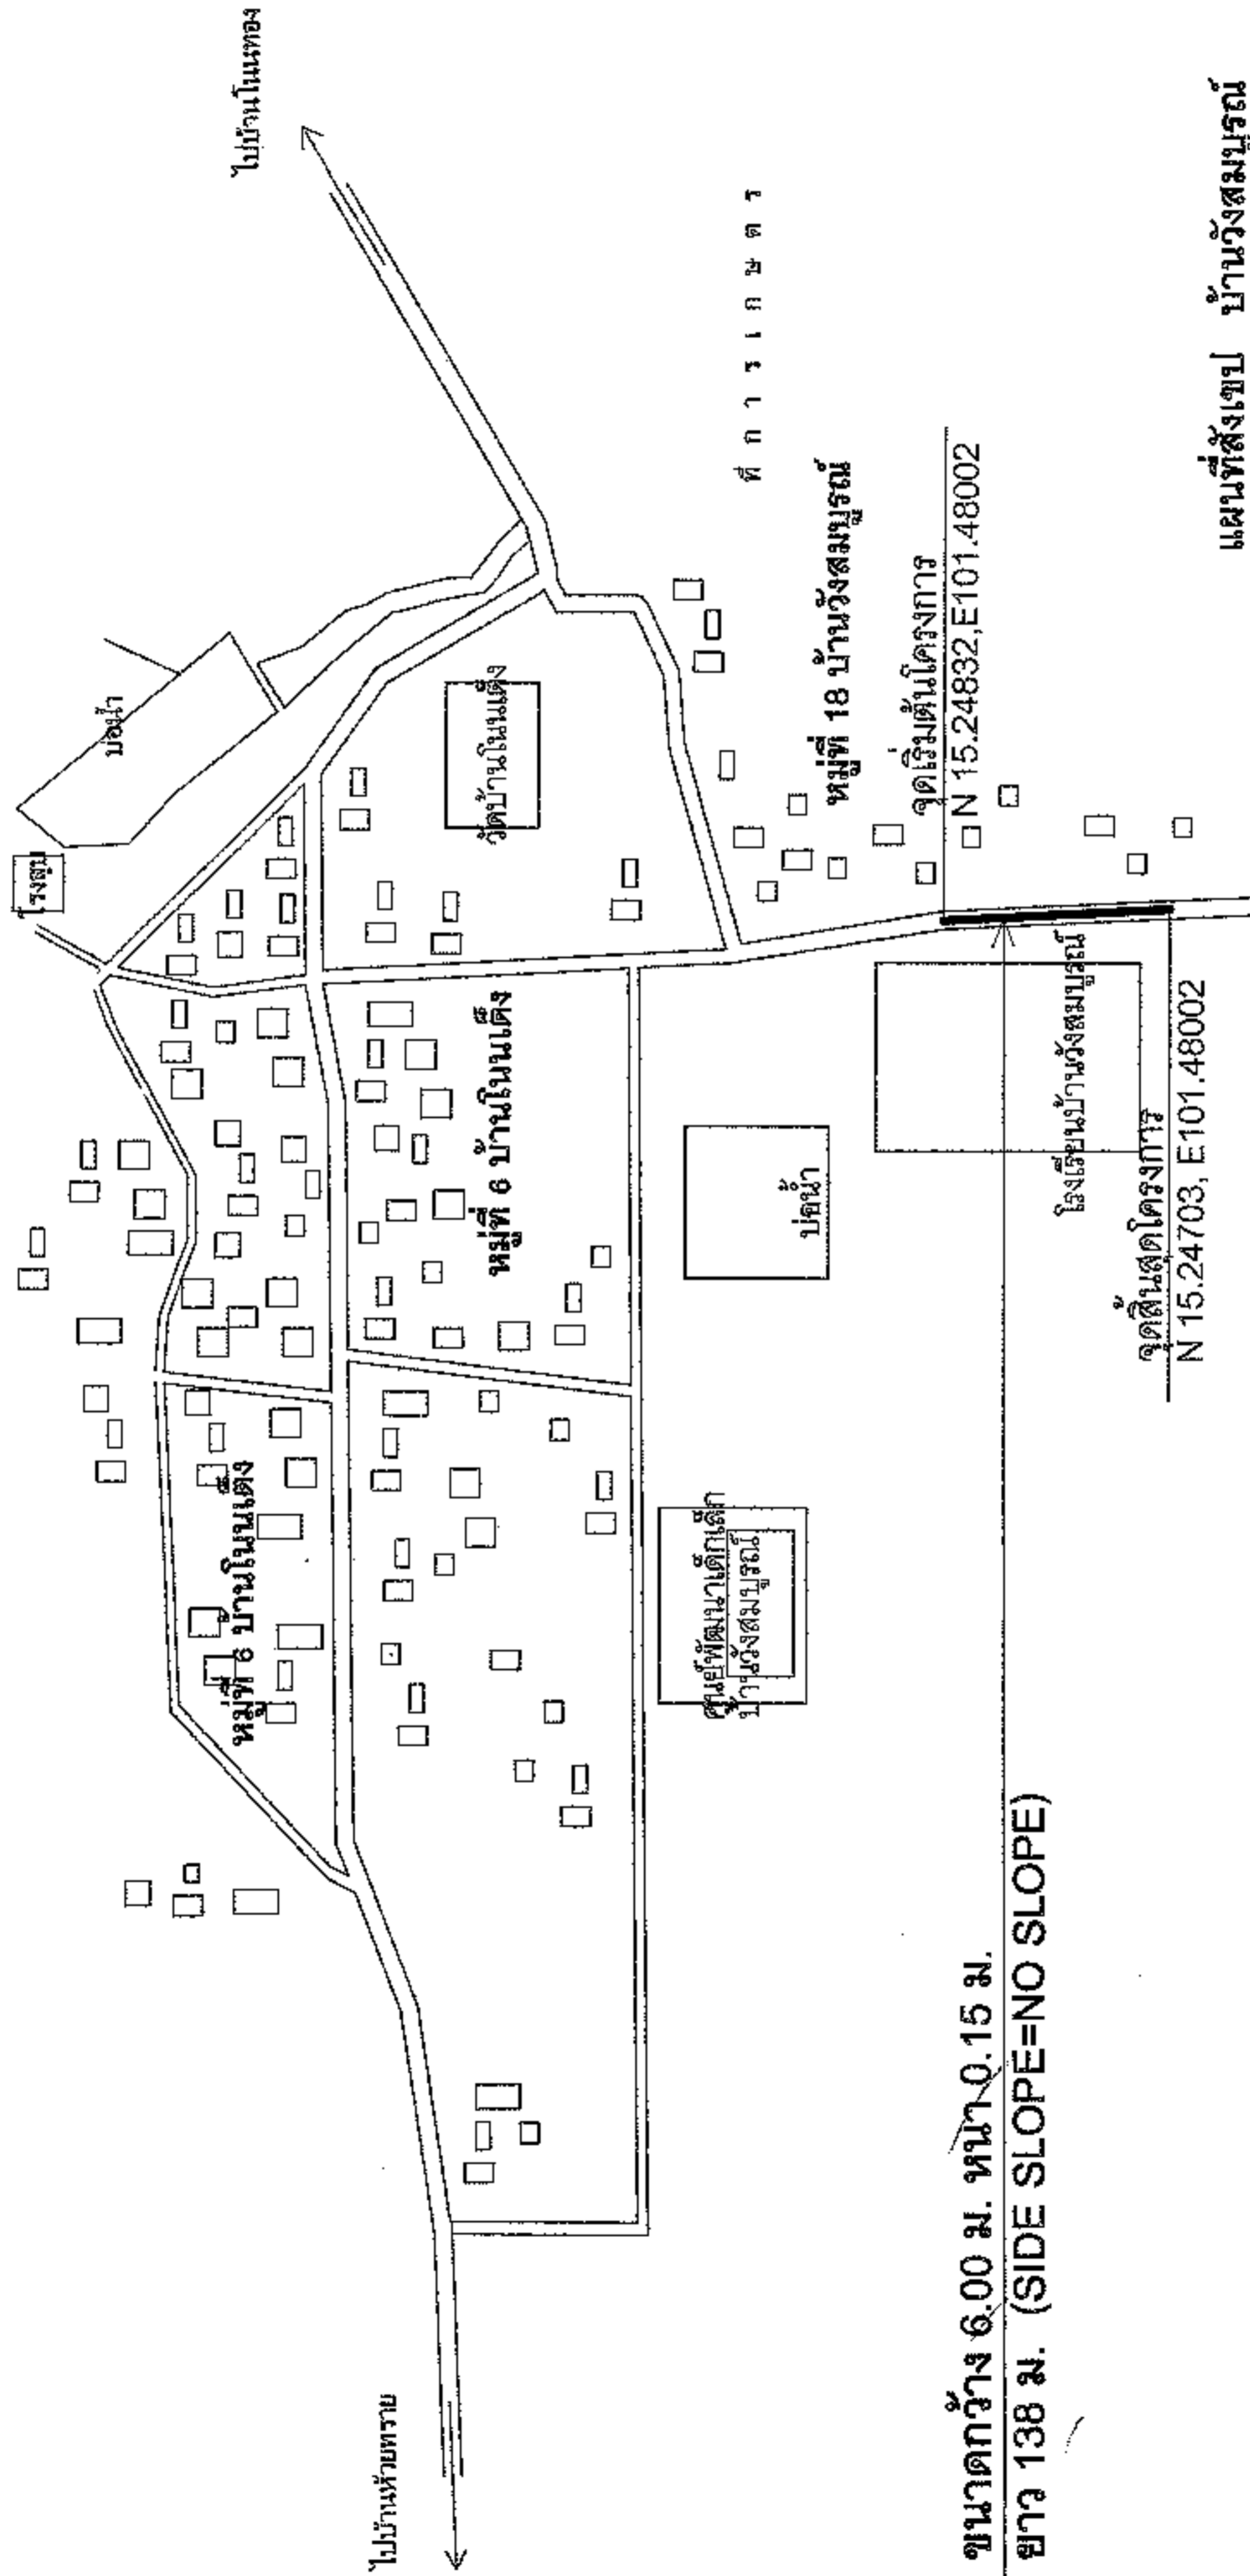 ไปบ้านโนนทอง
บ่อน้ำ
โรงสูบ
ที่การเกษตร
วัดบ้านโนนแต้ง
หมู่ที่ 18 บ้านวังสมบูรณ์
จุดเริ่มต้นโครงการ
N 15.24832,E101.48002
หมู่ที่ 6 บ้านโนนแต้ง
บ่อน้ำ
โรงเรียนบ้านวังสมบูรณ์
จุดสิ้นสุดโครงการ
N 15.24703, E101.48002
หมู่ที่ 6 บ้านโนนแต้ง
ศูนย์พัฒนาเด็กเล็ก
บ้านวังสมบูรณ์
ไปบ้านห้วยทราย
ขนาดกว้าง 6.00 ม. หนา 0.15 ม.
ยาว 138 ม. (SIDE SLOPE=NO SLOPE)
แผนที่สังเขป บ้านวังสมบูรณ์